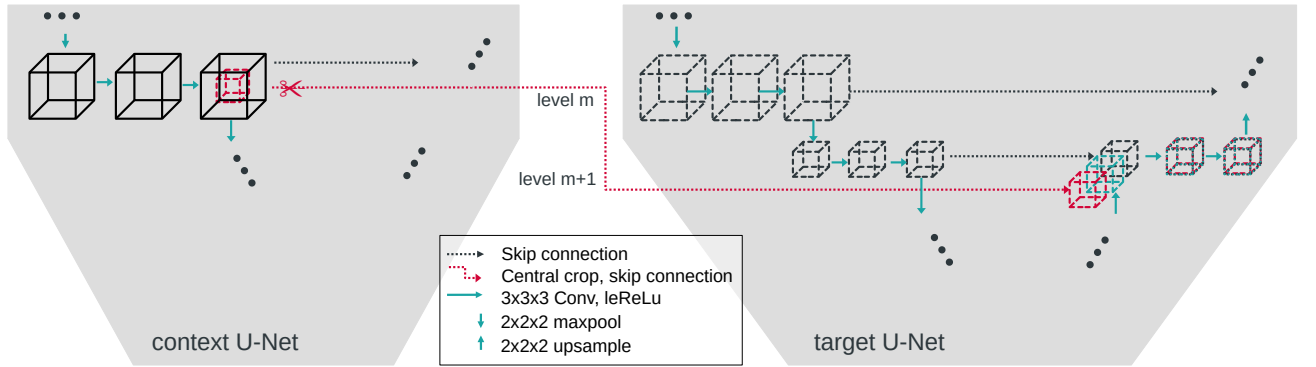 level m
level m+1
Skip connection
Central crop, skip connection
3x3x3 Conv, leReLu
2x2x2 maxpool
2x2x2 upsample
context U-Net
target U-Net